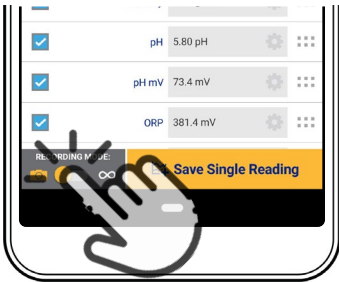 pH 5.80 pH
pH mV 73.4 mV
ORP 381.4 mV
RECORDING MODE:
Save Single Reading